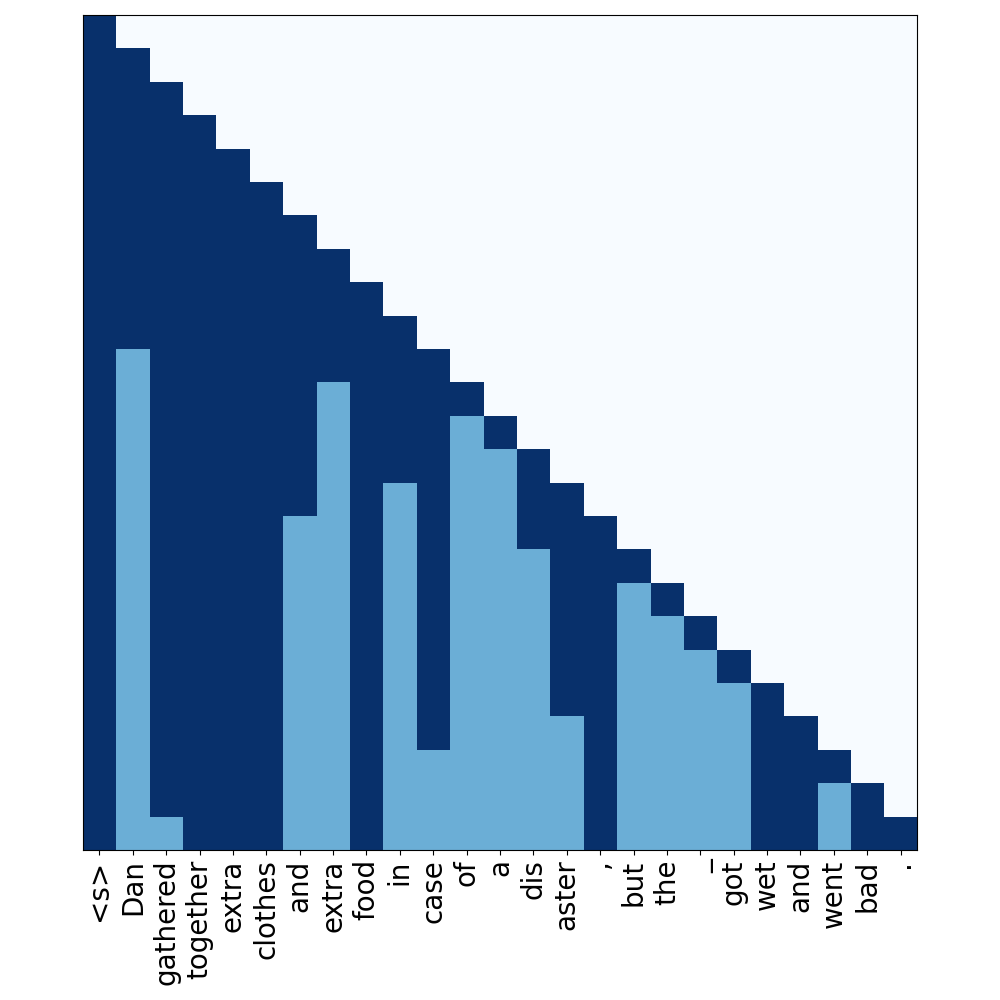 <s>
Dan
gathered
together
extra
clothes
and
extra
food
in
case
of
a
dis
aster
,
but
the
_
got
wet
and
went
bad
.